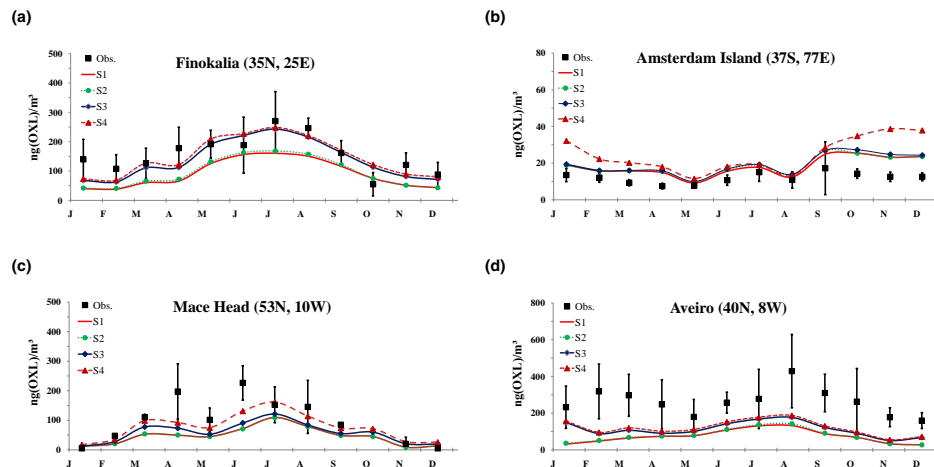 (a)
Finokalia (35N, 25E)
Obs.
S1
S2
S3
S4
ng(OXL)/m³
500
400
300
200
100
0
J F M A M J J A S O N D
(b)
Amsterdam Island (37S, 77E)
Obs.
S1
S2
S3
S4
ng(OXL)/m³
80
60
40
20
0
J F M A M J J A S O N D
(c)
Mace Head (53N, 10W)
Obs.
S1
S2
S3
S4
ng(OXL)/m³
500
400
300
200
100
0
J F M A M J J A S O N D
(d)
Aveiro (40N, 8W)
Obs.
S1
S2
S3
S4
ng(OXL)/m³
800
600
400
200
0
J F M A M J J A S O N D